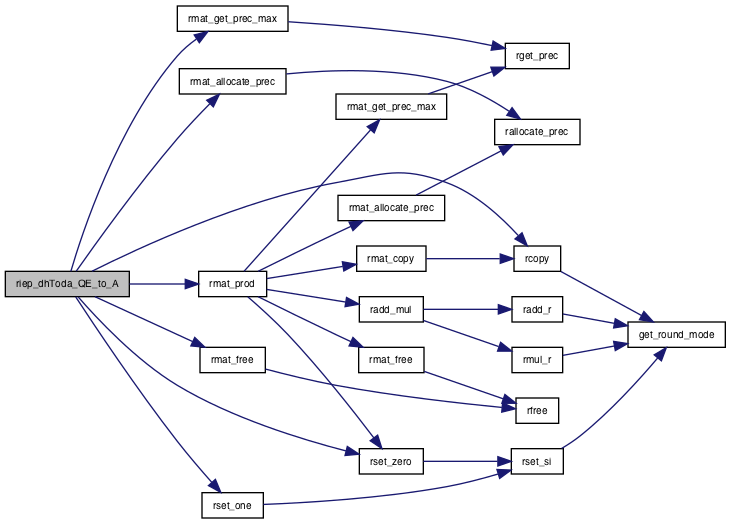 rmat_get_prec_max
rget_prec
rmat_allocate_prec
rmat_get_prec_max
rallocate_prec
rmat_allocate_prec
rmat_copy
rcopy
riep_dhToda_QE_to_A
rmat_prod
radd_mul
radd_r
get_round_mode
rmat_free
rmat_free
rmul_r
rfree
rset_zero
rset_si
rset_one